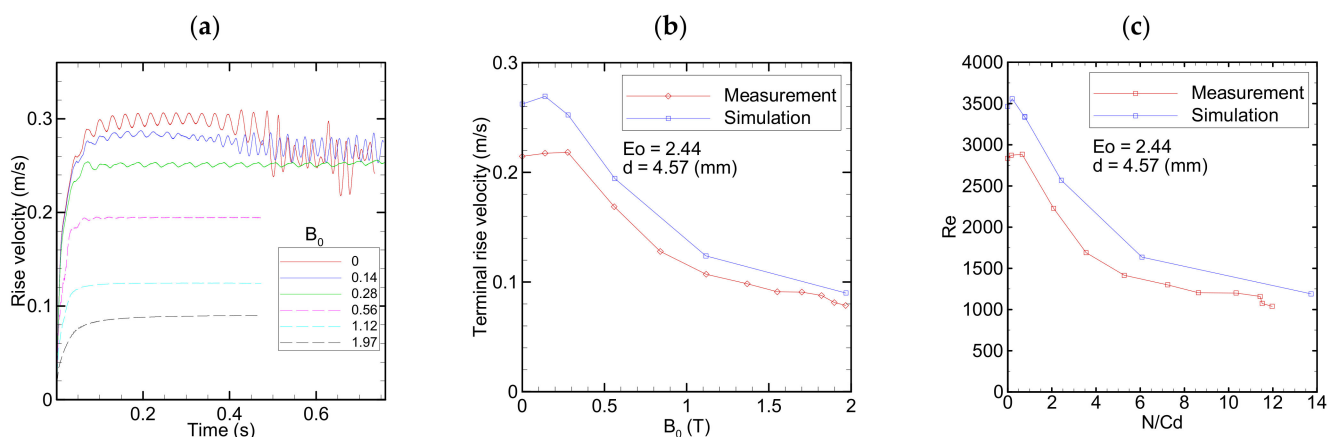 (a)
0.3
0.2
0.1
0
Rise velocity (m/s)
0.2
0.4
0.6
Time (s)
B₀
0
0.14
0.28
0.56
1.12
1.97
(b)
0.3
0.2
0.1
0
Terminal rise velocity (m/s)
Measurement
Simulation
Eo = 2.44
d = 4.57 (mm)
0
0.5
1
1.5
2
B₀ (T)
(c)
4000
3500
3000
2500
2000
1500
1000
500
0
Re
Measurement
Simulation
Eo = 2.44
d = 4.57 (mm)
0
2
4
6
8
10
12
14
N/Cd